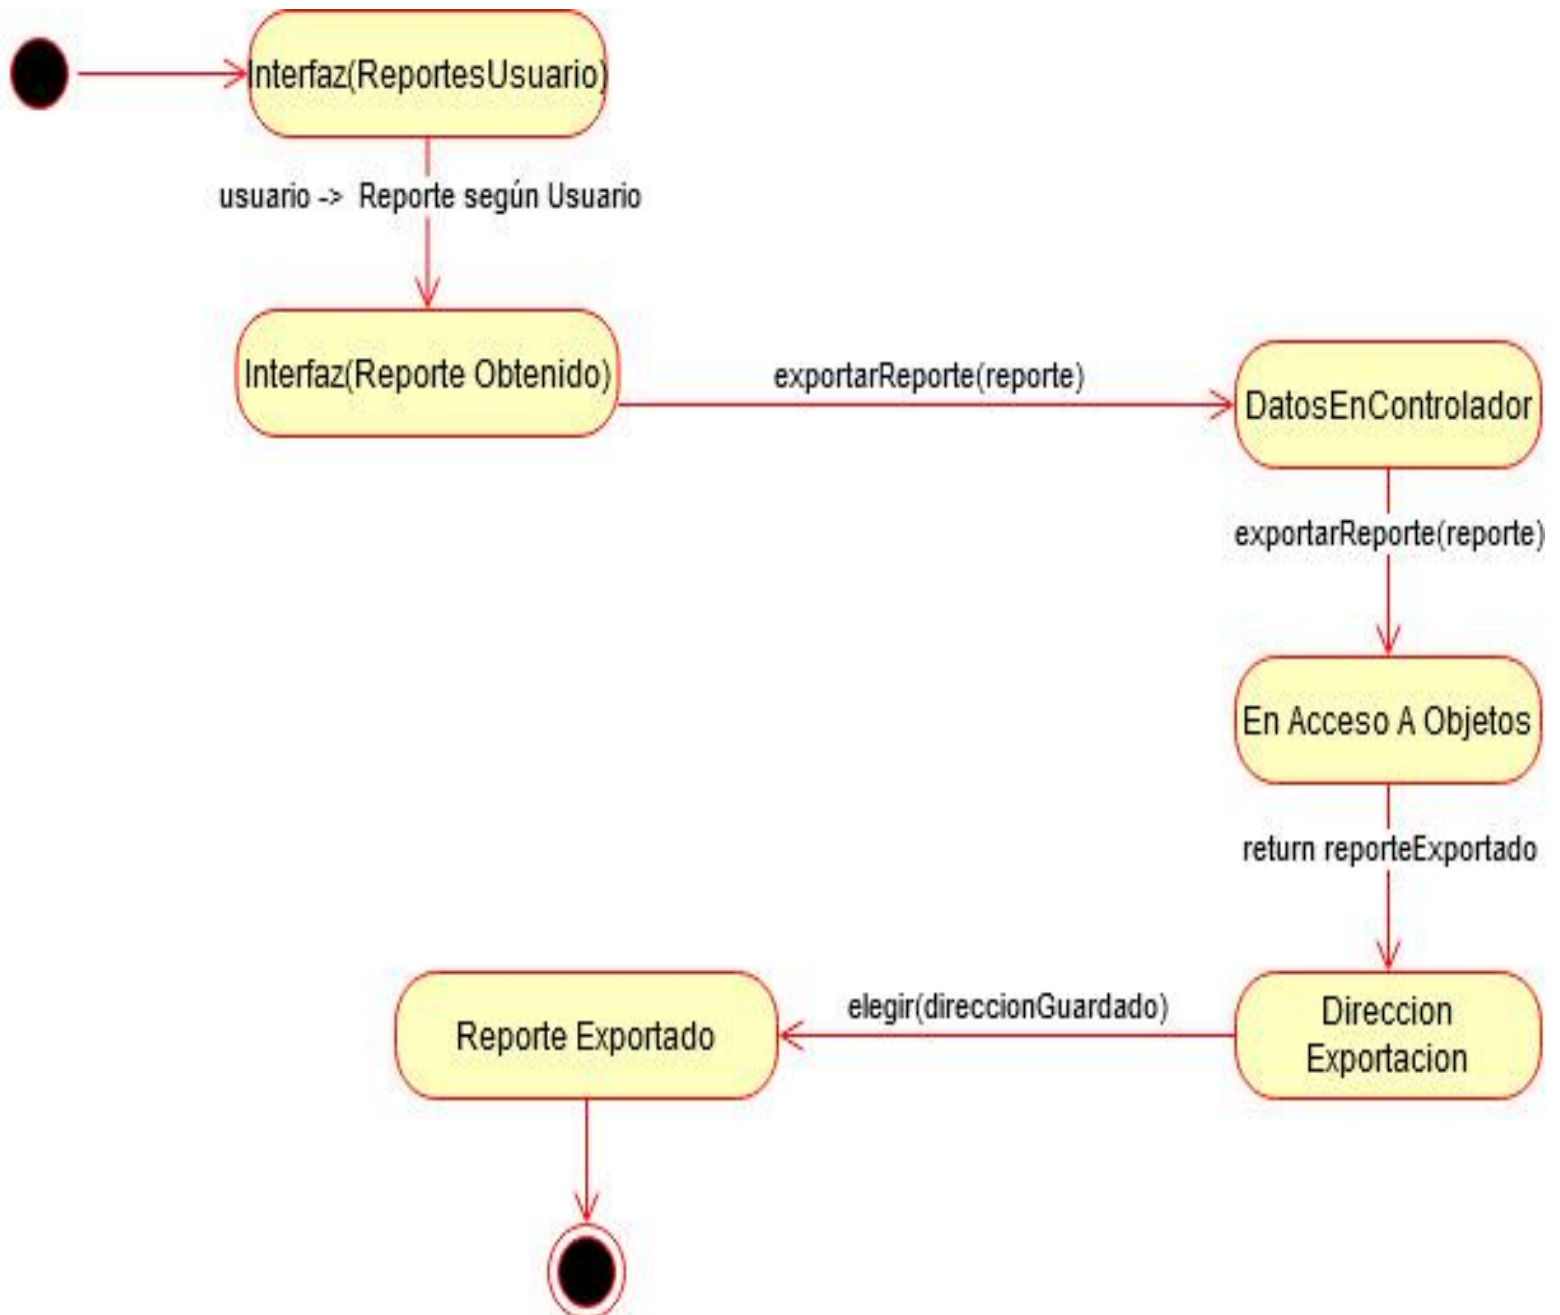 Interfaz(ReportesUsuario)
usuario -> Reporte según Usuario
Interfaz(Reporte Obtenido)
exportarReporte(reporte)
DatosEnControlador
exportarReporte(reporte)
En Acceso A Objetos
return reporteExportado
Direccion
Exportacion
elegir(direccionGuardado)
Reporte Exportado